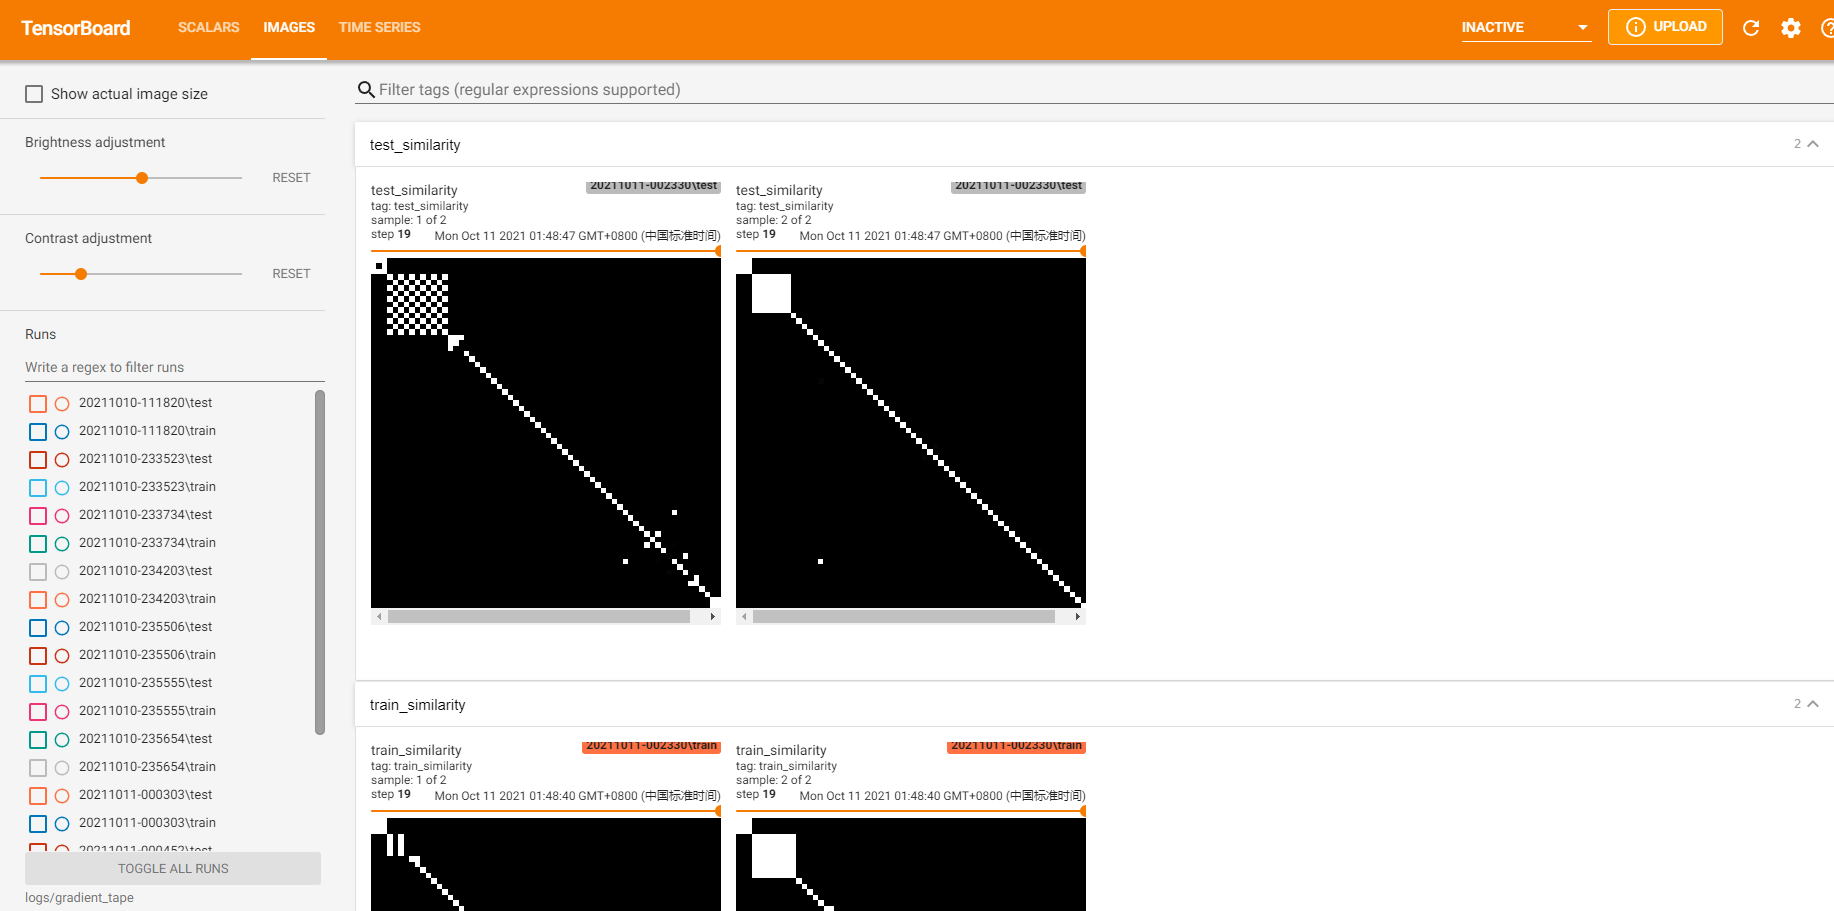 TensorBoard
SCALARS
IMAGES
TIME SERIES
INACTIVE
UPLOAD
Show actual image size
Brightness adjustment
RESET
Contrast adjustment
RESET
Runs
Write a regex to filter runs
20211010-111820\test
20211010-111820\train
20211010-233523\test
20211010-233523\train
20211010-233734\test
20211010-233734\train
20211010-234203\test
20211010-234203\train
20211010-235506\test
20211010-235506\train
20211010-235555\test
20211010-235555\train
20211010-235654\test
20211010-235654\train
20211011-000303\test
20211011-000303\train
20211011-000452\test
TOGGLE ALL RUNS
logs/gradient_tape
Filter tags (regular expressions supported)
test_similarity
2
test_similarity
20211011-002330\test
tag: test_similarity
sample: 1 of 2
step 19
Mon Oct 11 2021 01:48:47 GMT+0800 (中国标准时间)
test_similarity
20211011-002330\test
tag: test_similarity
sample: 2 of 2
step 19
Mon Oct 11 2021 01:48:47 GMT+0800 (中国标准时间)
train_similarity
2
train_similarity
20211011-002330\train
tag: train_similarity
sample: 1 of 2
step 19
Mon Oct 11 2021 01:48:40 GMT+0800 (中国标准时间)
train_similarity
20211011-002330\train
tag: train_similarity
sample: 2 of 2
step 19
Mon Oct 11 2021 01:48:40 GMT+0800 (中国标准时间)